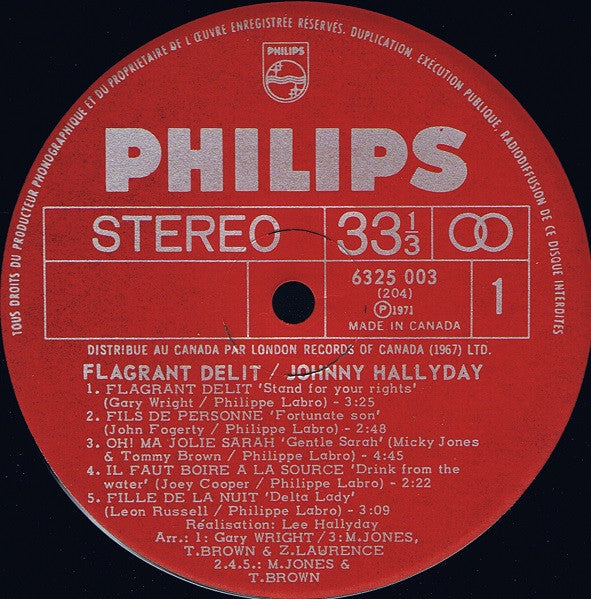 TOUS DROITS DU PRODUCTEUR PHONOGRAPHIQUE ET DU PROPRIETAIRE DE L'ŒUVRE ENREGISTRÉE RÉSERVÉS. DUPLICATION, EXÉCUTION PUBLIQUE, RADIODIFFUSION DE CE DISQUE INTERDITES
PHILIPS
PHILIPS
STEREO 33 1/3
6325 003
(204)
Ⓟ1971
MADE IN CANADA
1
DISTRIBUE AU CANADA PAR LONDON RECORDS OF CANADA (1967) LTD.
FLAGRANT DELIT / JOHNNY HALLYDAY
1. FLAGRANT DELIT 'Stand for your rights'
(Gary Wright / Philippe Labro) - 3:25
2. FILS DE PERSONNE 'Fortunate son'
(John Fogerty / Philippe Labro) - 2:48
3. OH! MA JOLIE SARAH 'Gentle Sarah' (Micky Jones
& Tommy Brown / Philippe Labro) - 4:45
4. IL FAUT BOIRE A LA SOURCE 'Drink from the
water' (Joey Cooper / Philippe Labro) - 2:22
5. FILLE DE LA NUIT 'Delta Lady'
(Leon Russell / Philippe Labro) - 3:09
Réalisation: Lee Hallyday
Arr.: 1: Gary WRIGHT / 3: M.JONES,
T.BROWN & Z.LAURENCE
2.4.5.: M.JONES &
T.BROWN